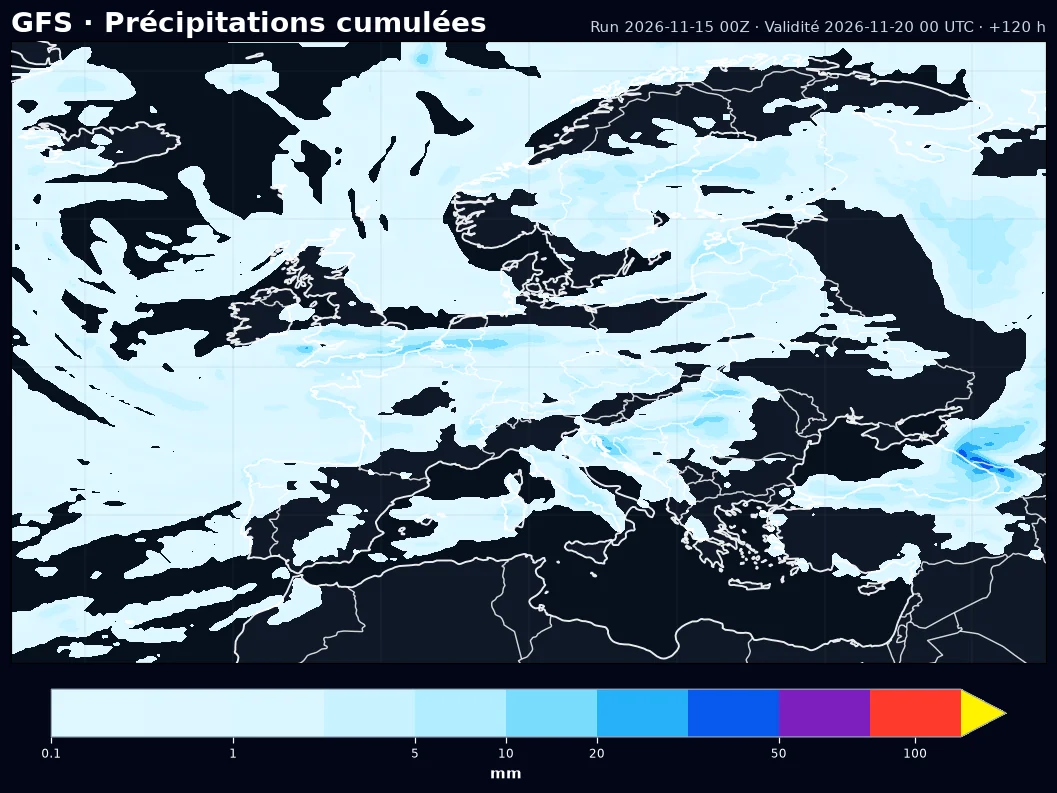 GFS · Précipitations cumulées
Run 2026-11-15 00Z · Validité 2026-11-20 00 UTC · +120 h
0.1 1 5 10 20 50 100
mm